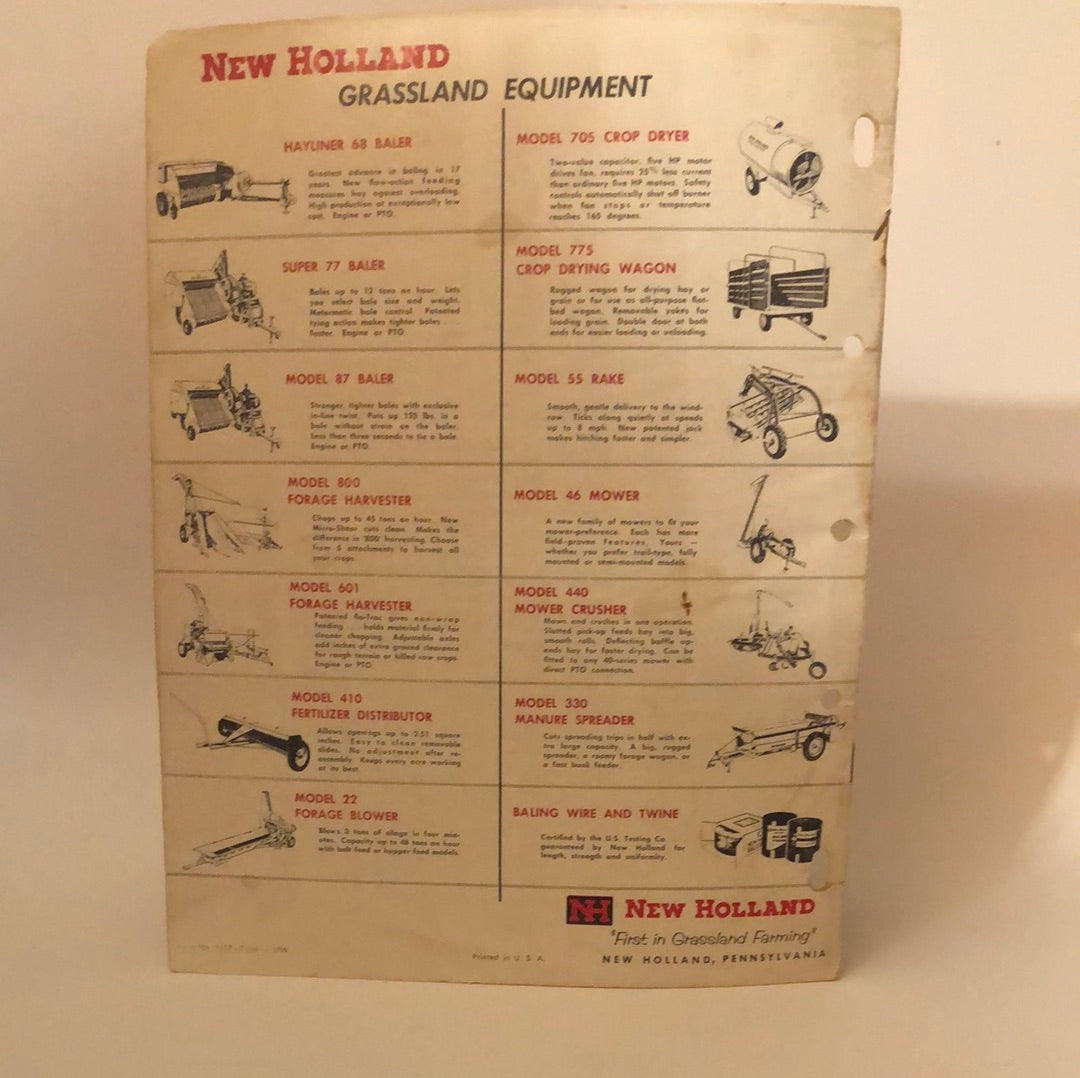 NEW HOLLAND
GRASSLAND EQUIPMENT
HAYLINER 68 BALER
Greatest advance in baling in 17
years. New flow-action feeding
measures hay against overloading.
High production at exceptionally low
cost. Engine or PTO.
SUPER 77 BALER
Bales up to 12 tons an hour. Lets
you select bale size and weight.
Metermatic bale control. Patented
tying action makes tighter bales
faster. Engine or PTO
MODEL 87 BALER
Stronger, tighter bales with exclusive
in-line twist. Puts up 125 lbs. in a
bale without strain on the baler.
Less than three seconds to tie a bale.
Engine or PTO.
MODEL 800
FORAGE HARVESTER
Chops up to 45 tons an hour. New
Micro-Shear cuts clean. Makes the
difference in '800' harvesting. Choose
from 5 attachments to harvest all
your crops.
MODEL 601
FORAGE HARVESTER
Patented flo-Trac gives non-wrap
feeding . . . holds material firmly for
cleaner chopping. Adjustable axles
add inches of extra ground clearance
for rough terrain or hilled row crops.
Engine or PTO.
MODEL 410
FERTILIZER DISTRIBUTOR
Allows openings up to 2.51 square
inches. Easy to clean removable
slides. No adjustment after re-
assembly. Keeps every acre working
at its best.
MODEL 22
FORAGE BLOWER
Blows 3 tons of silage in four min-
utes. Capacity up to 48 tons an hour
with belt feed or hopper feed models.
MODEL 705 CROP DRYER
Two-value capacitor, five HP motor
drives fan, requires 25% less current
than ordinary five HP motors. Safety
controls automatically shut off burner
when fan stops or temperature
reaches 165 degrees.
MODEL 775
CROP DRYING WAGON
Rugged wagon for drying hay or
grain or for use as all-purpose flat-
bed wagon. Removable yokes for
loading grain. Double door at both
ends for easier loading or unloading.
MODEL 55 RAKE
Smooth, gentle delivery to the wind-
row. Ticks along quietly at speeds
up to 8 mph. New patented jack
makes hitching faster and simpler.
MODEL 46 MOWER
A new family of mowers to fit your
mower-preference. Each has more
field-proven features. Yours —
whether you prefer trail-type, fully
mounted or semi-mounted models.
MODEL 440
MOWER CRUSHER
Mows and crushes in one operation.
Slatted pick-up feeds hay into big,
smooth rolls. Deflecting baffle up-
ends hay for faster drying. Can be
fitted to any 40-series mower with
direct PTO connection.
MODEL 330
MANURE SPREADER
Cuts spreading trips in half with ex-
tra large capacity. A big, rugged
spreader, a roomy forage wagon, or
a fast bunk feeder.
BALING WIRE AND TWINE
Certified by the U.S. Testing Co.
guaranteed by New Holland for
length, strength and uniformity.
NH NEW HOLLAND
"First in Grassland Farming"
NEW HOLLAND, PENNSYLVANIA
Printed in U. S. A.